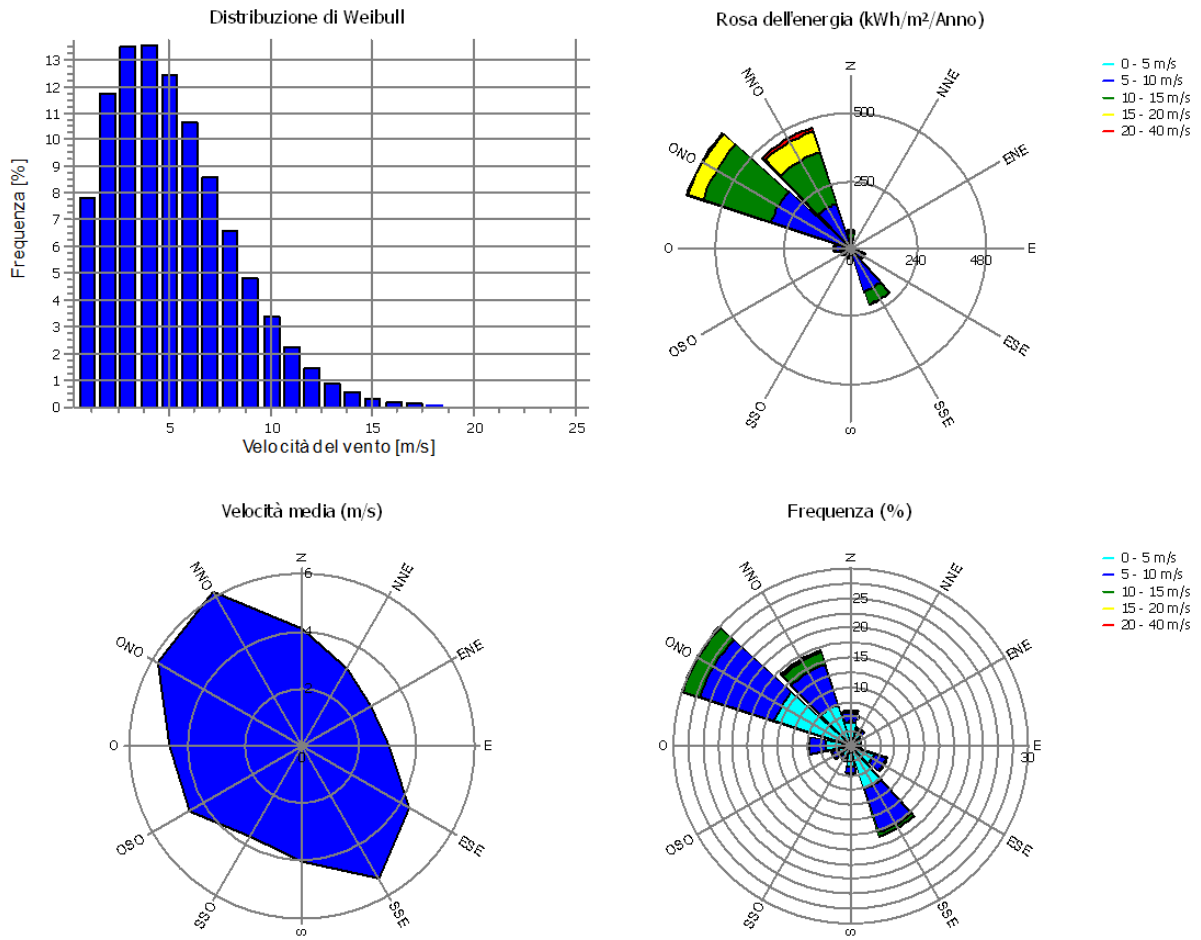 Distribuzione di Weibull
Frequenza [%]
13
12
11
10
9
8
7
6
5
4
3
2
1
0
5
10
15
20
25
Velocità del vento [m/s]
Rosa dell'energia (kWh/m²/Anno)
N
NNE
ENE
E
ESE
SSE
S
SSO
OSO
O
ONO
NNO
500
250
0
240
480
0 - 5 m/s
5 - 10 m/s
10 - 15 m/s
15 - 20 m/s
20 - 40 m/s
Velocità media (m/s)
N
NNE
ENE
E
ESE
SSE
S
SSO
OSO
O
ONO
NNO
6
4
2
0
Frequenza (%)
N
NNE
ENE
E
ESE
SSE
S
SSO
OSO
O
ONO
NNO
25
20
15
10
30
0 - 5 m/s
5 - 10 m/s
10 - 15 m/s
15 - 20 m/s
20 - 40 m/s